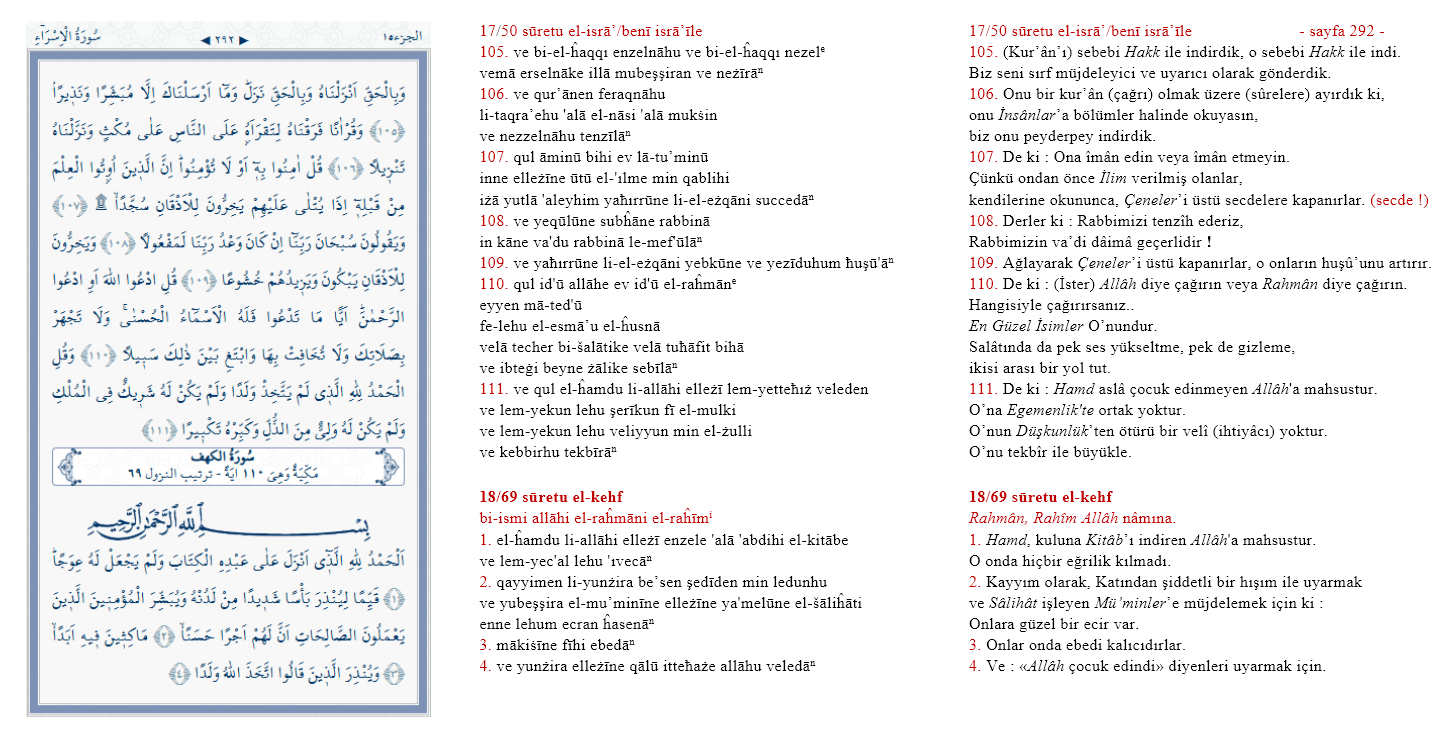 سُورَةُ الْاِسْرَاءِ
◀ ٢٩٢ ▶
الجزء١٥
وَبِالْحَقِّ اَنْزَلْنَاهُ وَبِالْحَقِّ نَزَلَۜ وَمَٓا اَرْسَلْنَاكَ اِلَّا مُبَشِّرًا وَنَذ۪يرًاۢ
﴿١٠٥﴾ وَقُرْاٰنًا فَرَقْنَاهُ لِتَقْرَاَهُ عَلَى النَّاسِ عَلٰى مُكْثٍ وَنَزَّلْنَاهُ
تَنْز۪يلًا ﴿١٠٦﴾ قُلْ اٰمِنُوا بِه۪ٓ اَوْ لَا تُؤْمِنُواۜ اِنَّ الَّذ۪ينَ اُو۫تُوا الْعِلْمَ
مِنْ قَبْلِه۪ٓ اِذَا يُتْلٰى عَلَيْهِمْ يَخِرُّونَ لِلْاَذْقَانِ سُجَّدًاۙ ۩ ﴿١٠٧﴾
وَيَقُولُونَ سُبْحَانَ رَبِّنَٓا اِنْ كَانَ وَعْدُ رَبِّنَا لَمَفْعُولًا ﴿١٠٨﴾ وَيَخِرُّونَ
لِلْاَذْقَانِ يَبْكُونَ وَيَز۪يدُهُمْ خُشُوعًا ﴿١٠٩﴾ قُلِ ادْعُوا اللّٰهَ اَوِ ادْعُوا
الرَّحْمٰنَۜ اَيًّا مَا تَدْعُوا فَلَهُ الْاَسْمَٓاءُ الْحُسْنٰىۚ وَلَا تَجْهَرْ
بِصَلَاتِكَ وَلَا تُخَافِتْ بِهَا وَابْتَغِ بَيْنَ ذٰلِكَ سَب۪يلًا ﴿١١٠﴾ وَقُلِ
الْحَمْدُ لِلّٰهِ الَّذ۪ي لَمْ يَتَّخِذْ وَلَدًا وَلَمْ يَكُنْ لَهُ شَر۪يكٌ فِي الْمُلْكِ
وَلَمْ يَكُنْ لَهُ وَلِيٌّ مِنَ الذُّلِّ وَكَبِّرْهُ تَكْب۪يرًا ﴿١١١﴾
سُورَةُ الْكَهْفِ
مَكِّيَةٌ وَهِيَ ١١٠ اٰيَةً - ترتيب النزول ٦٩
بِسْمِ اللّٰهِ الرَّحْمٰنِ الرَّح۪يمِ
اَلْحَمْدُ لِلّٰهِ الَّذ۪ٓي اَنْزَلَ عَلٰى عَبْدِهِ الْكِتَابَ وَلَمْ يَجْعَلْ لَهُ عِوَجًاۜ
﴿١﴾ قَيِّمًا لِيُنْذِرَ بَأْسًا شَد۪يدًا مِنْ لَدُنْهُ وَيُبَشِّرَ الْمُؤْمِن۪ينَ الَّذ۪ينَ
يَعْمَلُونَ الصَّالِحَاتِ اَنَّ لَهُمْ اَجْرًا حَسَنًاۙ ﴿٢﴾ مَاكِث۪ينَ ف۪يهِ اَبَدًاۙ
﴿٣﴾ وَيُنْذِرَ الَّذ۪ينَ قَالُوا اتَّخَذَ اللّٰهُ وَلَدًا ﴿٤﴾
17/50 sūretu el-isrā’/benī isrā’īle
105. ve bi-el-ĥaqqı enzelnāhu ve bi-el-ĥaqqı nezelᵉ
vemā erselnāke illā mubeşşiran ve neżīrāⁿ
106. ve qur’ānen feraqnāhu
li-taqra’ehu 'alā el-nāsi 'alā mukṡin
ve nezzelnāhu tenzīlāⁿ
107. qul āminū bihi ev lā-tu’minū
inne elleżīne ūtū el-'ılme min qablihi
iżā yutlā 'aleyhim yaħırrūne li-el-eżqāni succedāⁿ
108. ve yeqūlūne subĥāne rabbinā
in kāne va'du rabbinā le-mef'ūlāⁿ
109. ve yaħırrūne li-el-eżqāni yebkūne ve yezīduhum ħuşū'āⁿ
110. qul id'ū allāhe ev id'ū el-raĥmānᵉ
eyyen mā-ted'ū
fe-lehu el-esmā’u el-ĥusnā
velā techer bi-šalātike velā tuħāfit bihā
ve ibteġi beyne żālike sebīlāⁿ
111. ve qul el-ĥamdu li-allāhi elleżī lem-yetteħıż veleden
ve lem-yekun lehu şerīkun fī el-mulki
ve lem-yekun lehu veliyyun min el-żulli
ve kebbirhu tekbīrāⁿ
18/69 sūretu el-kehf
bi-ismi allāhi el-raĥmāni el-raĥīmⁱ
1. el-ĥamdu li-allāhi elleżī enzele 'alā 'abdihi el-kitābe
ve lem-yec'al lehu 'ıvecāⁿ
2. qayyimen li-yunżira be’sen şedīden min ledunhu
ve yubeşşira el-mu’minīne elleżīne ya'melūne el-šāliĥāti
enne lehum ecran ĥasenāⁿ
3. mākiṡīne fīhi ebedāⁿ
4. ve yunżira elleżīne qālū itteħaże allāhu veledāⁿ
17/50 sūretu el-isrā’/benī isrā’īle - sayfa 292 -
105. (Kur’ân’ı) sebebi Hakk ile indirdik, o sebebi Hakk ile indi.
Biz seni sırf müjdeleyici ve uyarıcı olarak gönderdik.
106. Onu bir kur’ân (çağrı) olmak üzere (sûrelere) ayırdık ki,
onu İnsânlar’a bölümler halinde okuyasın,
biz onu peyderpey indirdik.
107. De ki : Ona îmân edin veya îmân etmeyin.
Çünkü ondan önce İlim verilmiş olanlar,
kendilerine okununca, Çeneler’i üstü secdelere kapanırlar. (secde !)
108. Derler ki : Rabbimizi tenzîh ederiz,
Rabbimizin va’di dâimâ geçerlidir !
109. Ağlayarak Çeneler’i üstü kapanırlar, o onların huşû’unu artırır.
110. De ki : (İster) Allâh diye çağırın veya Rahmân diye çağırın.
Hangisiyle çağırırsanız..
En Güzel İsimler O’nundur.
Salâtında da pek ses yükseltme, pek de gizleme,
ikisi arası bir yol tut.
111. De ki : Hamd aslâ çocuk edinmeyen Allâh'a mahsustur.
O’na Egemenlik'te ortak yoktur.
O’nun Düşkunlük’ten ötürü bir velî (ihtiyâcı) yoktur.
O’nu tekbîr ile büyükle.
18/69 sūretu el-kehf
Rahmân, Rahîm Allâh nâmına.
1. Hamd, kuluna Kitâb’ı indiren Allâh'a mahsustur.
O onda hiçbir eğrilik kılmadı.
2. Kayyım olarak, Katından şiddetli bir hışım ile uyarmak
ve Sâlihât işleyen Mü’minler’e müjdelemek için ki :
Onlara güzel bir ecir var.
3. Onlar onda ebedi kalıcıdırlar.
4. Ve : «Allâh çocuk edindi» diyenleri uyarmak için.